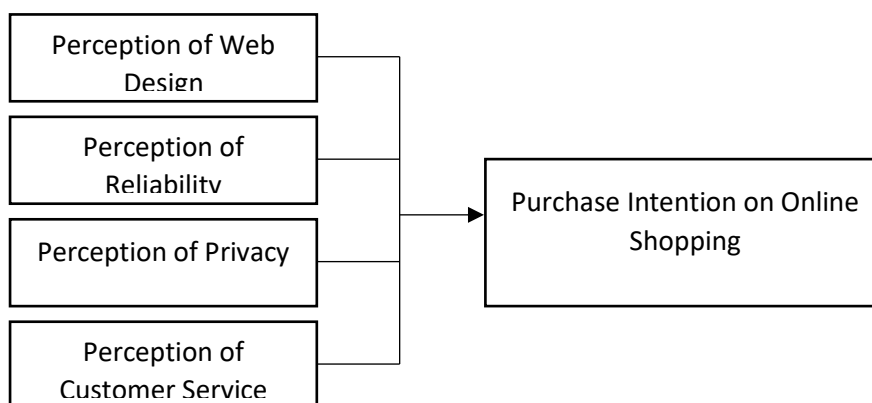 Perception of Web
Design
Perception of
Reliability
Perception of Privacy
Perception of
Customer Service
Purchase Intention on Online
Shopping